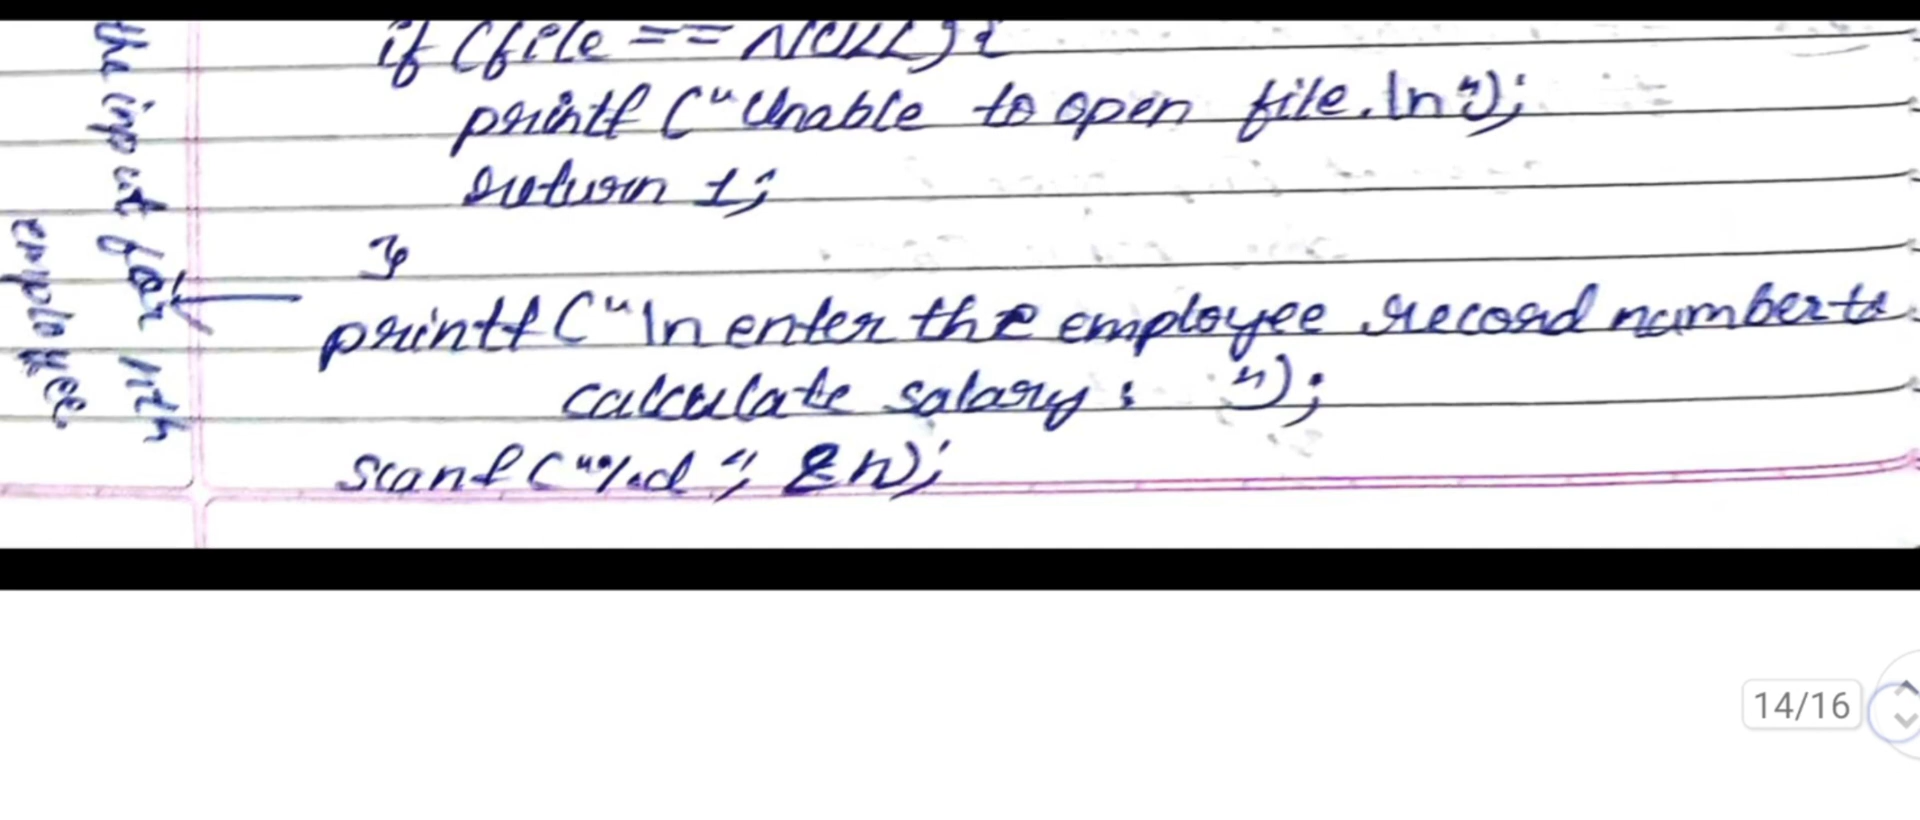 if (file == NULL) {
printf ("Unable to open file.\n");
return 1;
}
printf ("\n enter the employee record number to
calculate salary: ");
scanf ("%d", &n);
the input for nth
employee
14/16